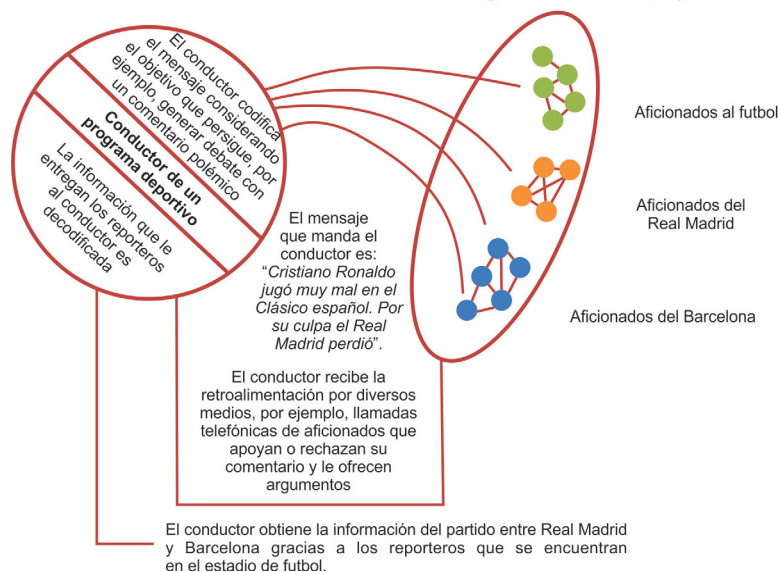 El conductor codifica
el mensaje considerando
el objetivo que persigue, por
ejemplo, generar debate con
un comentario polémico
Conductor de un
programa deportivo
La información que le
entregan los reporteros
al conductor es
decodificada
Aficionados al futbol
Aficionados del
Real Madrid
Aficionados del Barcelona
El mensaje
que manda el
conductor es:
“Cristiano Ronaldo
jugó muy mal en el
Clásico español. Por
su culpa el Real
Madrid perdió”.
El conductor recibe la
retroalimentación por diversos
medios, por ejemplo, llamadas
telefónicas de aficionados que
apoyan o rechazan su
comentario y le ofrecen
argumentos
El conductor obtiene la información del partido entre Real Madrid
y Barcelona gracias a los reporteros que se encuentran
en el estadio de futbol.